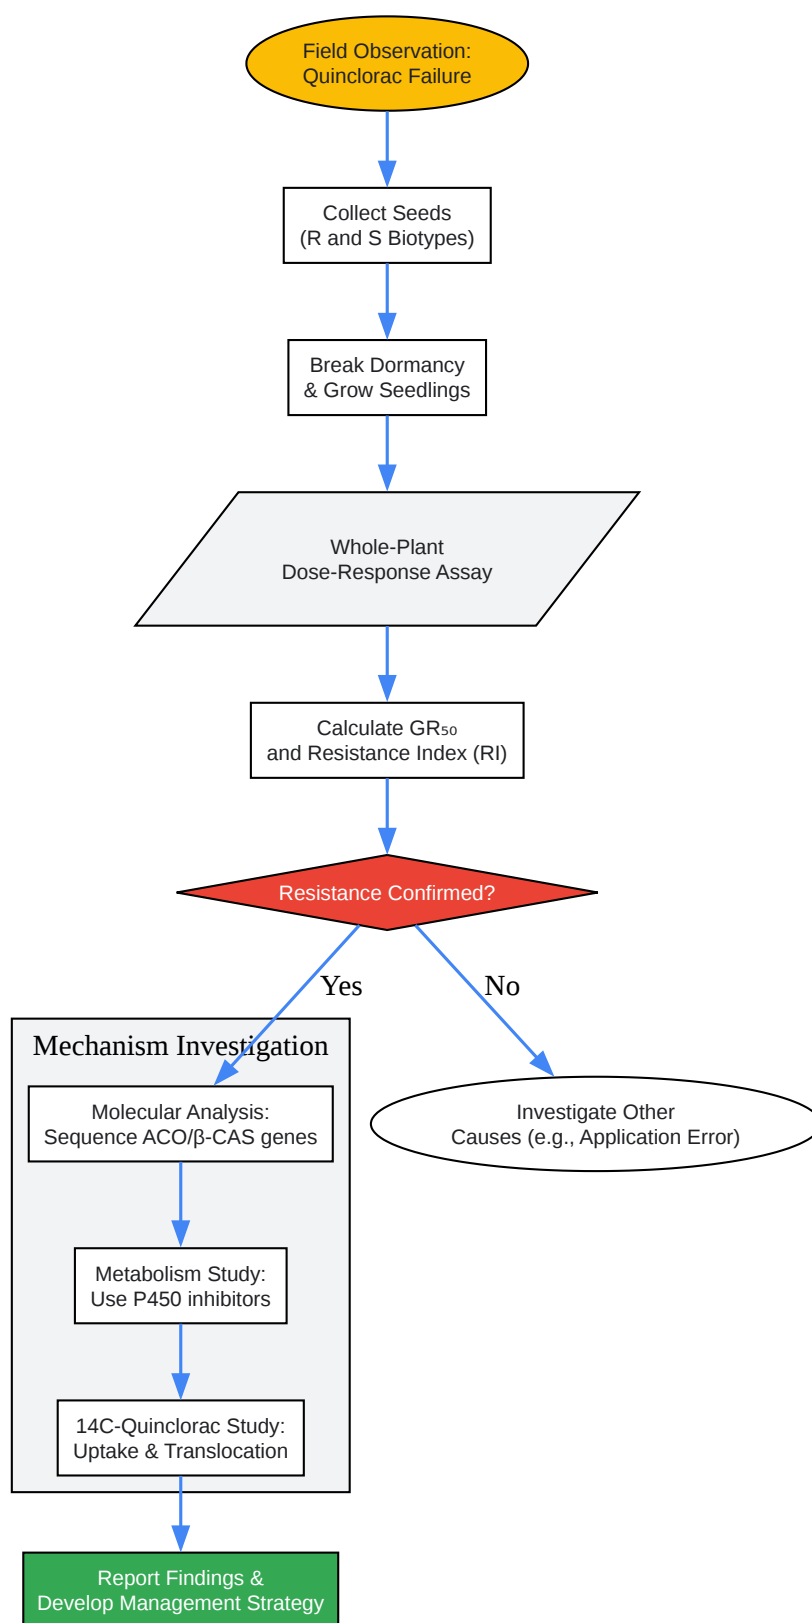 Field Observation:
Quinclorac Failure
Collect Seeds
(R and S Biotypes)
Break Dormancy
& Grow Seedlings
Whole-Plant
Dose-Response Assay
Calculate GR₅₀
and Resistance Index (RI)
Resistance Confirmed?
Yes
No
Mechanism Investigation
Molecular Analysis:
Sequence ACO/β-CAS genes
Investigate Other
Causes (e.g., Application Error)
Metabolism Study:
Use P450 inhibitors
14C-Quinclorac Study:
Uptake & Translocation
Report Findings &
Develop Management Strategy